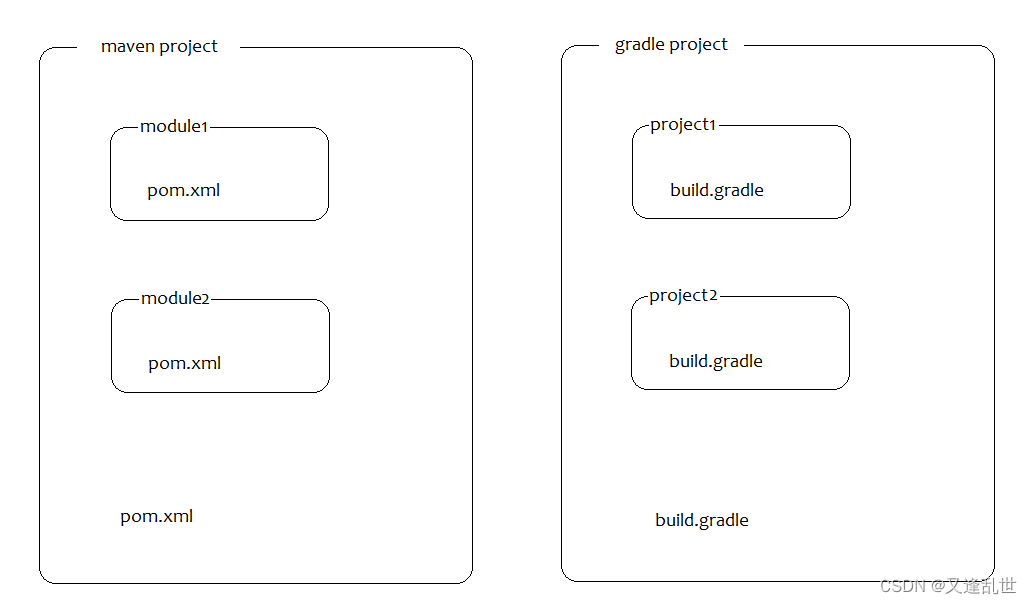 maven project
module1
pom.xml
module2
pom.xml
pom.xml
gradle project
project1
build.gradle
project2
build.gradle
build.gradle
CSDN @又逢乱世